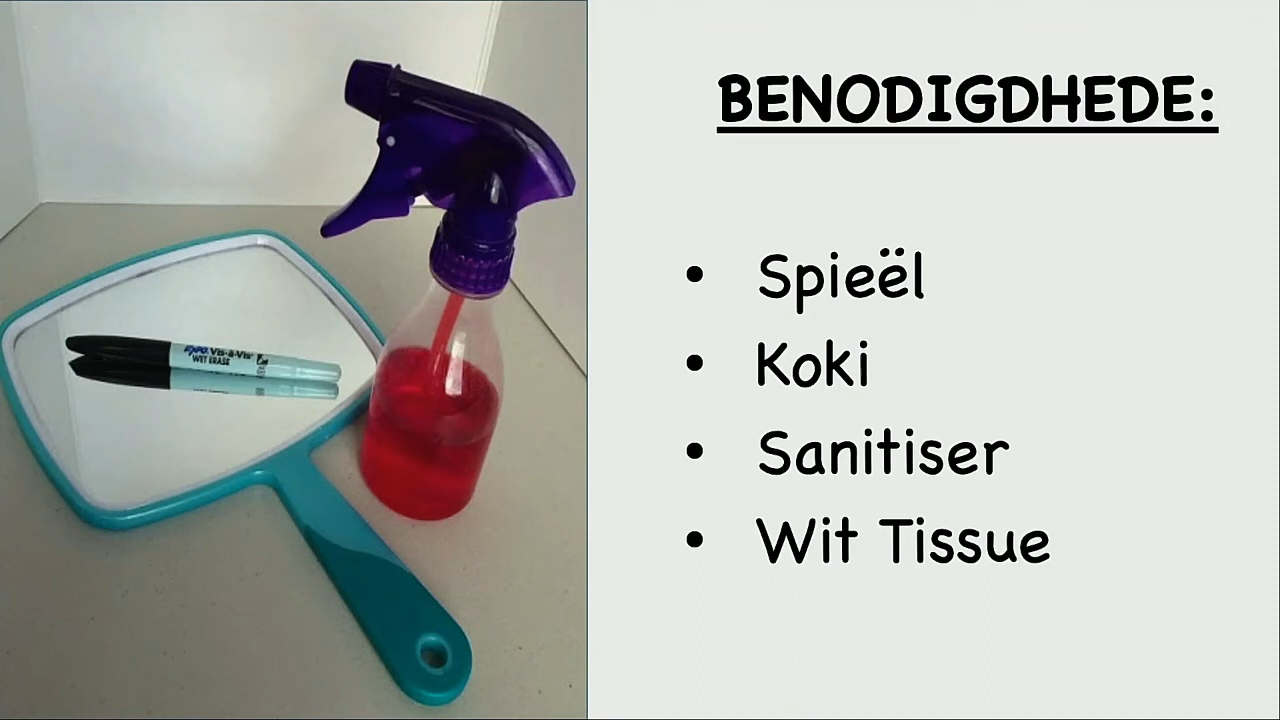 BENODIGDHEDE:
• Spieël
• Koki
• Sanitiser
• Wit Tissue
EXPO Vis-à-Vis
WET ERASE